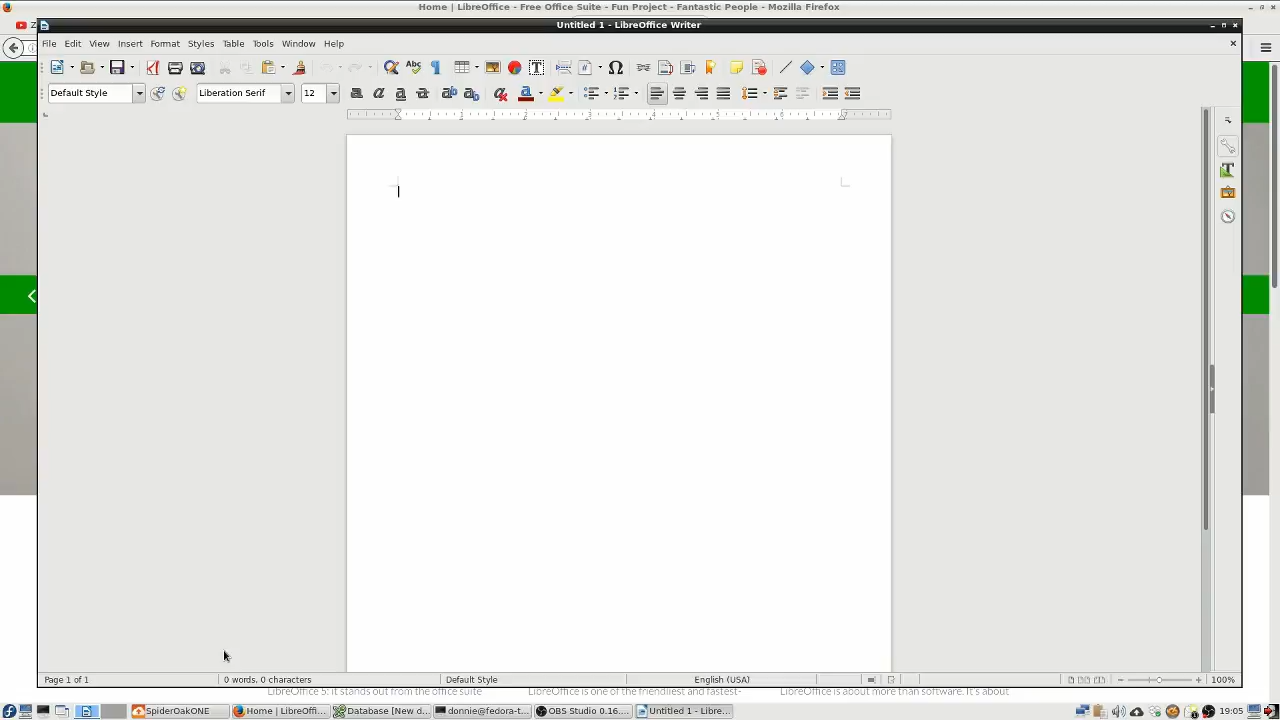 Home | LibreOffice - Free Office Suite - Fun Project - Fantastic People - Mozilla Firefox
Untitled 1 - LibreOffice Writer
File Edit View Insert Format Styles Table Tools Window Help
Default Style Liberation Serif 12
Page 1 of 1 0 words, 0 characters Default Style English (USA) 100%
LibreOffice 5: it stands out from the office suite LibreOffice is one of the friendliest and fastest- LibreOffice is about more than software. It's about
SpiderOakONE Home | LibreOffi... Database [New d... donnie@fedora-t... OBS Studio 0.16.... Untitled 1 - Libre... 19:05